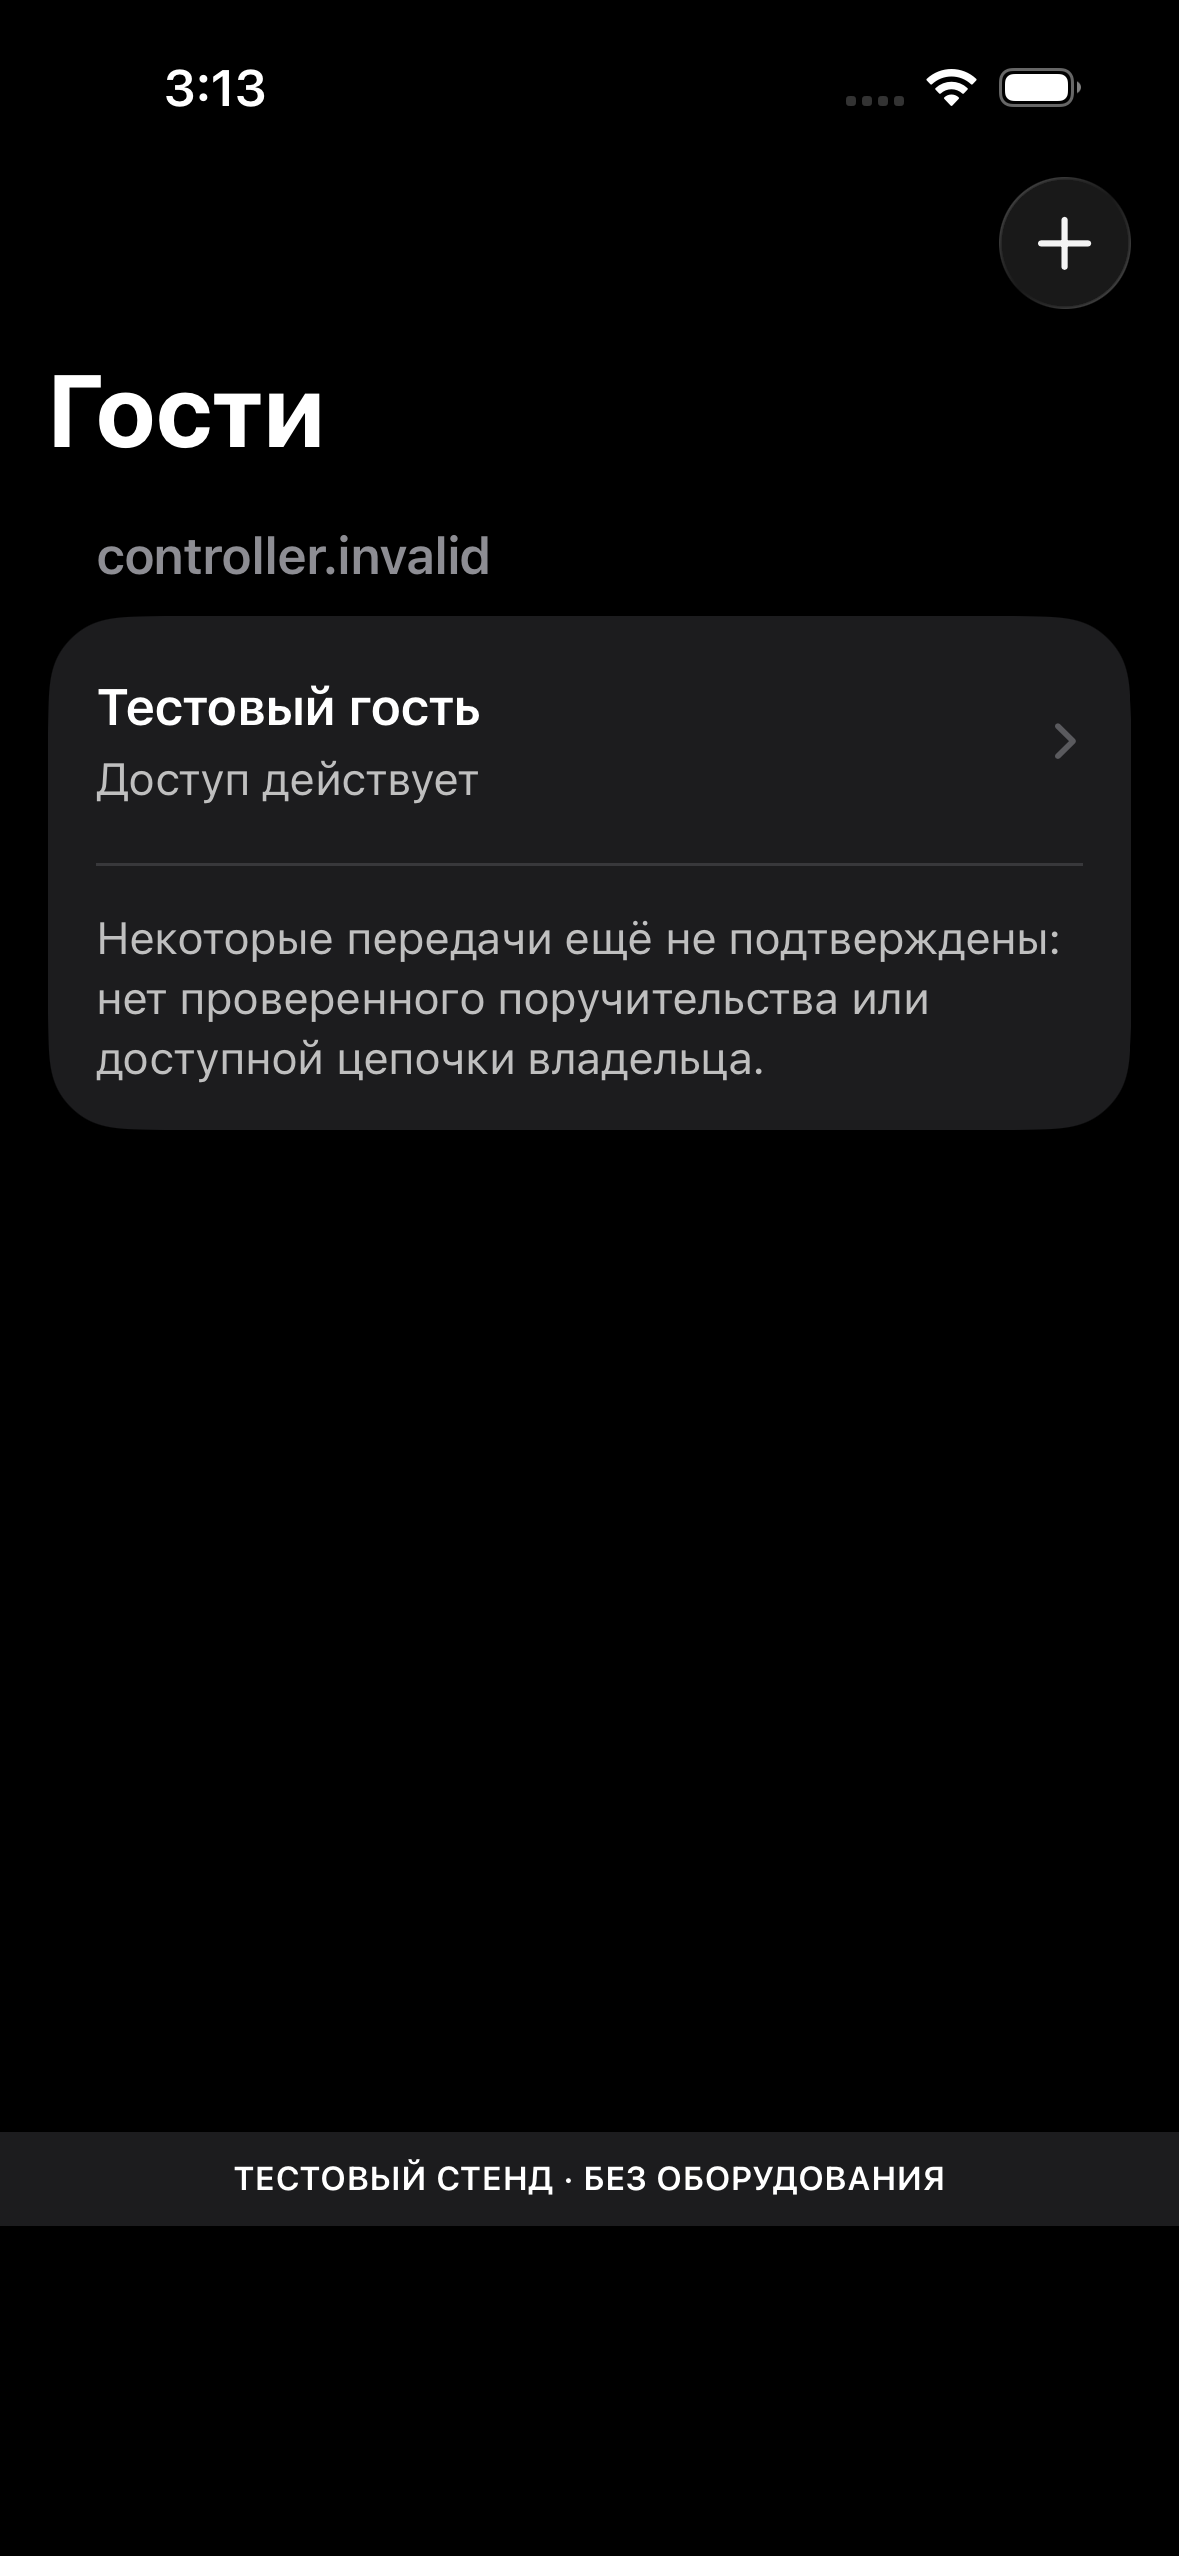 3:13
Гости
controller.invalid
Тестовый гость
Доступ действует
Некоторые передачи ещё не подтверждены:
нет проверенного поручительства или
доступной цепочки владельца.
ТЕСТОВЫЙ СТЕНД · БЕЗ ОБОРУДОВАНИЯ